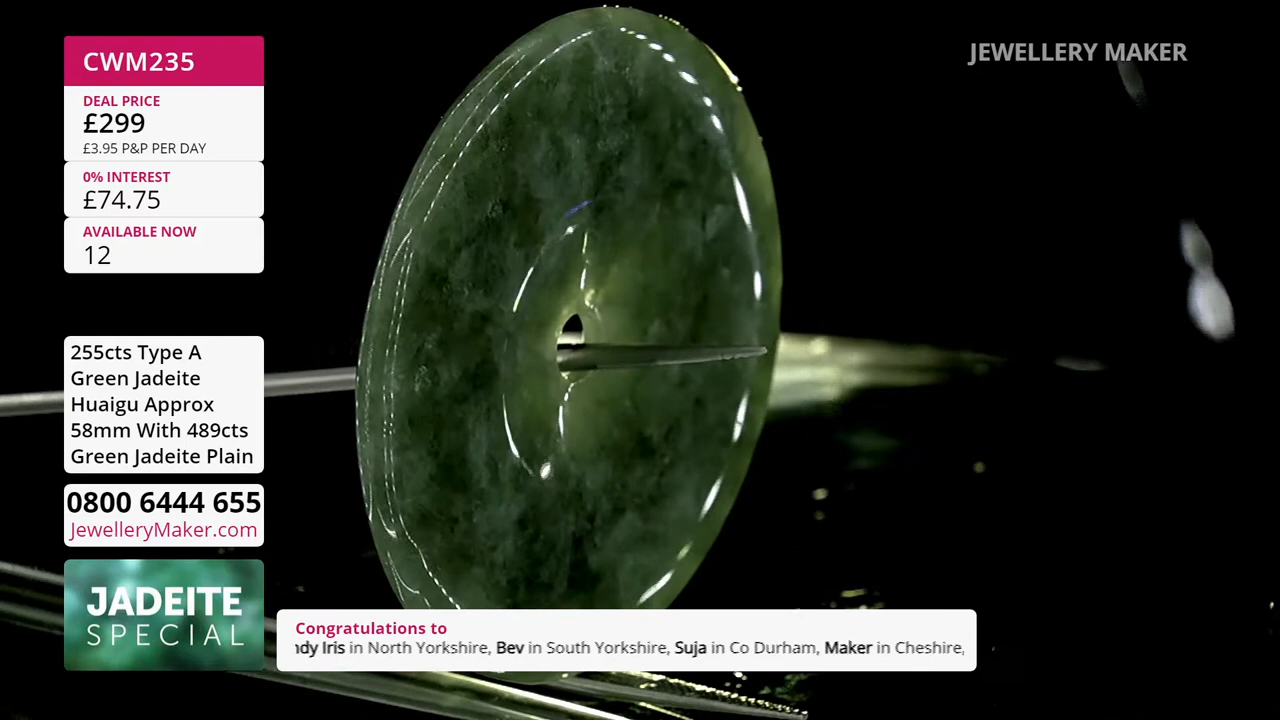 CWM235
DEAL PRICE
£299
£3.95 P&P PER DAY
0% INTEREST
£74.75
AVAILABLE NOW
12
255cts Type A
Green Jadeite
Huaigu Approx
58mm With 489cts
Green Jadeite Plain
0800 6444 655
JewelleryMaker.com
JADEITE
SPECIAL
JEWELLERY MAKER
Congratulations to
Iris in North Yorkshire, Bev in South Yorkshire, Suja in Co Durham, Maker in Cheshire,